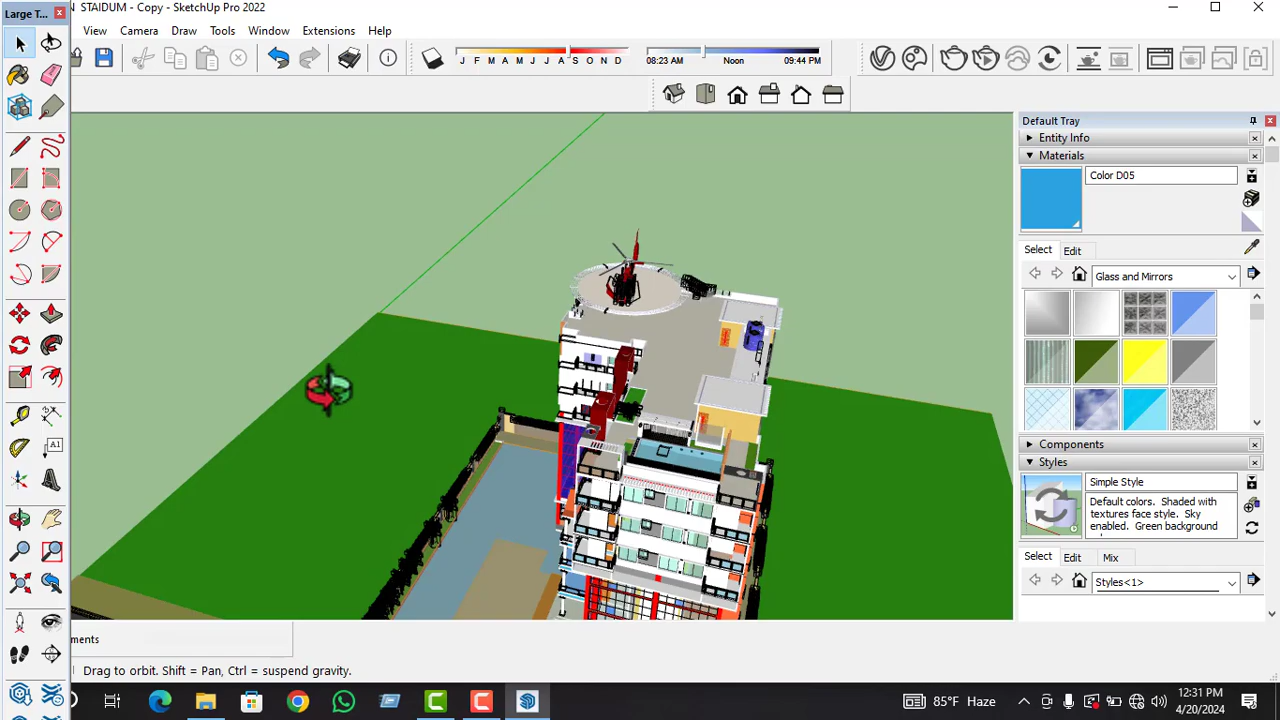 Large T...
N STAIDUM - Copy - SketchUp Pro 2022
View Camera Draw Tools Window Extensions Help
J F M A M J J A S O N D
08:23 AM Noon 09:44 PM
Default Tray
Entity Info
Materials
Color D05
Select Edit
Glass and Mirrors
Components
Styles
Simple Style
Default colors. Shaded with
textures face style. Sky
enabled. Green background
Select Edit Mix
Styles<1>
A1
ments
Drag to orbit. Shift = Pan, Ctrl = suspend gravity.
85°F Haze
12:31 PM
4/20/2024